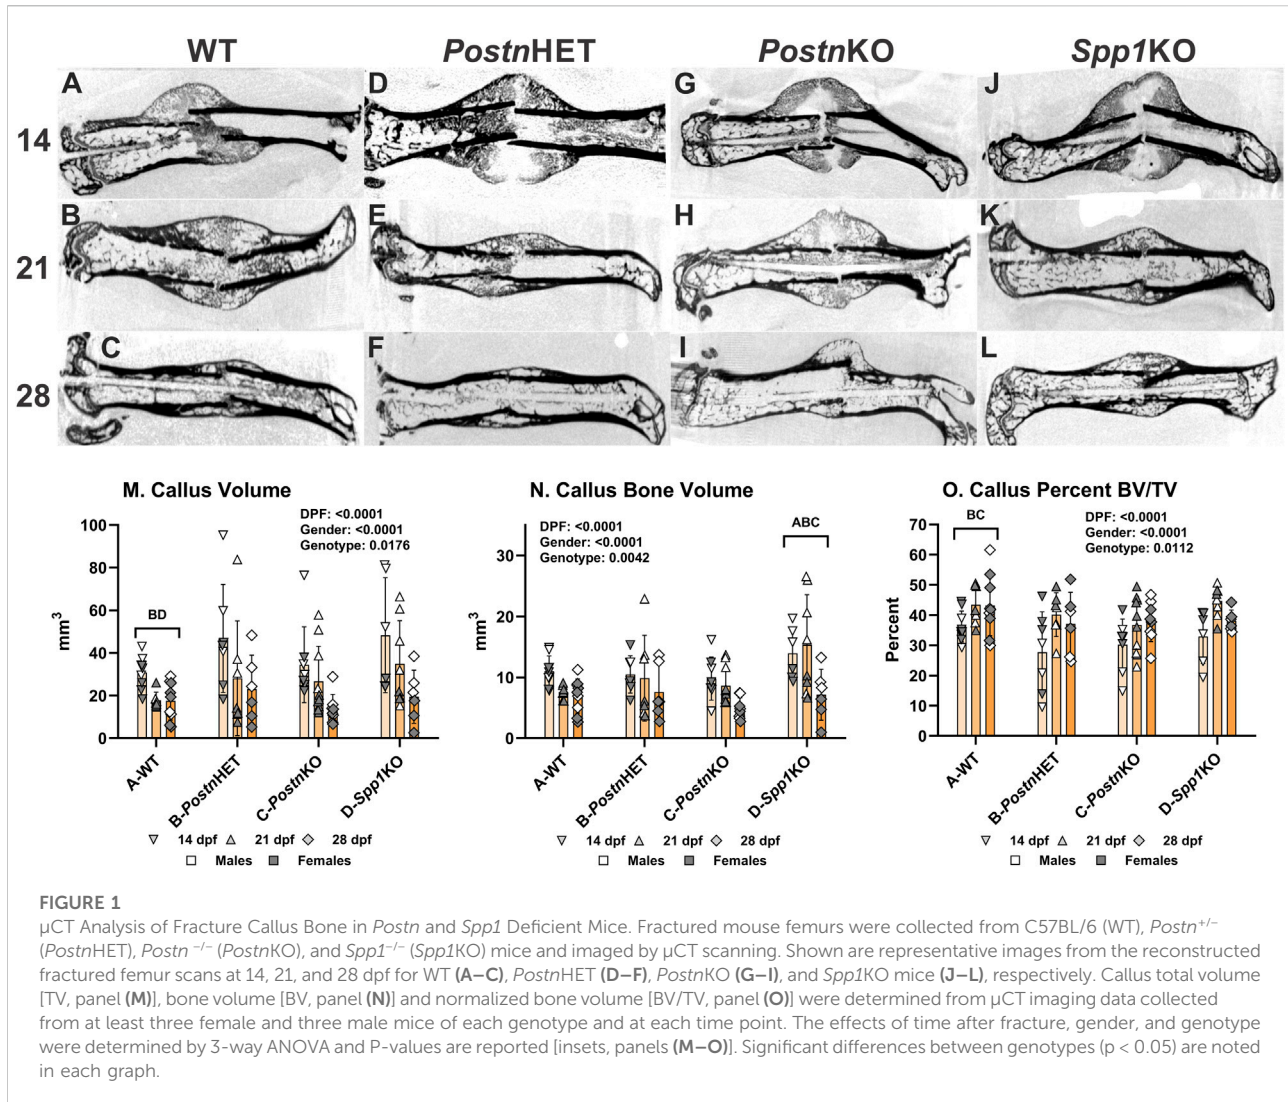 WT PostnHET PostnKO Spp1KO
14 A D G J
21 B E H K
28 C F I L
M. Callus Volume
DPF: <0.0001
Gender: <0.0001
Genotype: 0.0176
mm³
100
80
60
40
20
0
BD
A-WT
B-PostnHET
C-PostnKO
D-Spp1KO
14 dpf 21 dpf 28 dpf
Males Females
N. Callus Bone Volume
DPF: <0.0001
Gender: <0.0001
Genotype: 0.0042
mm³
30
20
10
0
ABC
A-WT
B-PostnHET
C-PostnKO
D-Spp1KO
14 dpf 21 dpf 28 dpf
Males Females
O. Callus Percent BV/TV
DPF: <0.0001
Gender: <0.0001
Genotype: 0.0112
Percent
70
60
50
40
30
20
10
0
BC
A-WT
B-PostnHET
C-PostnKO
D-Spp1KO
14 dpf 21 dpf 28 dpf
Males Females
FIGURE 1
µCT Analysis of Fracture Callus Bone in Postn and Spp1 Deficient Mice. Fractured mouse femurs were collected from C57BL/6 (WT), Postn⁺/⁻
(PostnHET), Postn ⁻/⁻ (PostnKO), and Spp1⁻/⁻ (Spp1KO) mice and imaged by µCT scanning. Shown are representative images from the reconstructed
fractured femur scans at 14, 21, and 28 dpf for WT (A–C), PostnHET (D–F), PostnKO (G–I), and Spp1KO mice (J–L), respectively. Callus total volume
[TV, panel (M)], bone volume [BV, panel (N)] and normalized bone volume [BV/TV, panel (O)] were determined from µCT imaging data collected
from at least three female and three male mice of each genotype and at each time point. The effects of time after fracture, gender, and genotype
were determined by 3-way ANOVA and P-values are reported [insets, panels (M–O)]. Significant differences between genotypes (p < 0.05) are noted
in each graph.